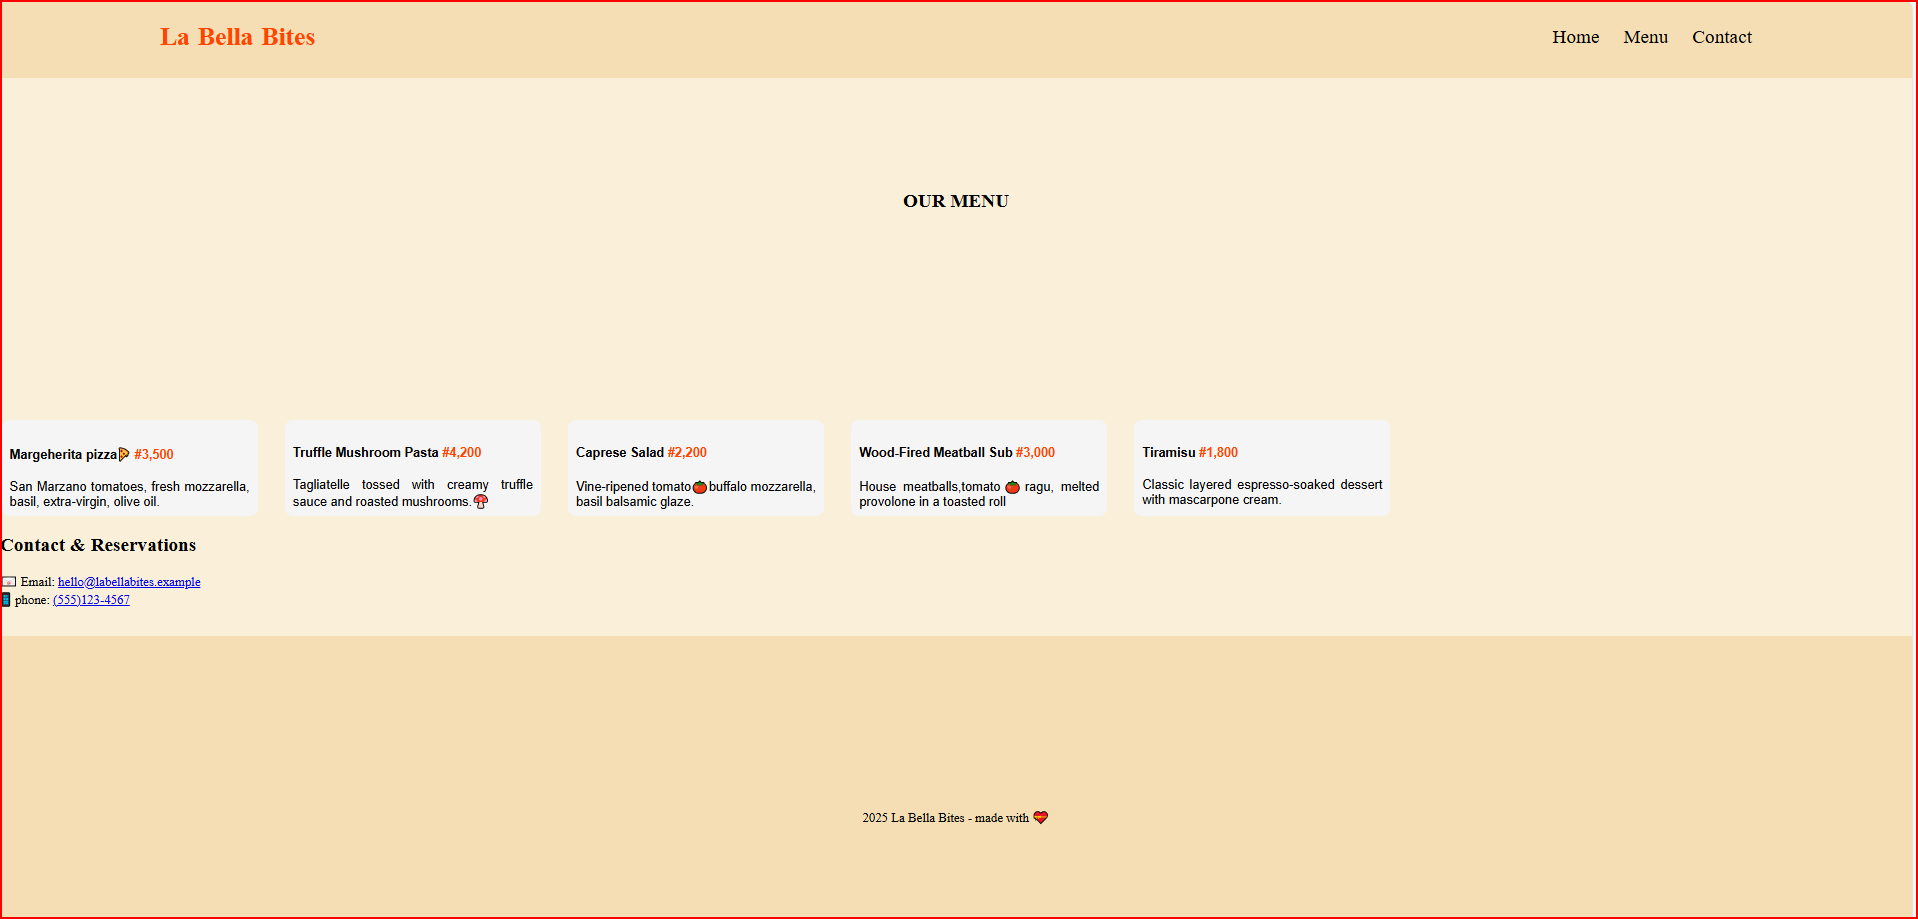 La Bella Bites
Home Menu Contact
OUR MENU
Margeherita pizza🍕 #3,500
San Marzano tomatoes, fresh mozzarella,
basil, extra-virgin, olive oil.
Truffle Mushroom Pasta #4,200
Tagliatelle tossed with creamy truffle
sauce and roasted mushrooms.🍄
Caprese Salad #2,200
Vine-ripened tomato🍅buffalo mozzarella,
basil balsamic glaze.
Wood-Fired Meatball Sub #3,000
House meatballs,tomato🍅 ragu, melted
provolone in a toasted roll
Tiramisu #1,800
Classic layered espresso-soaked dessert
with mascarpone cream.
Contact & Reservations
📧 Email: hello@labellabites.example
📱 phone: (555)123-4567
2025 La Bella Bites - made with 💝